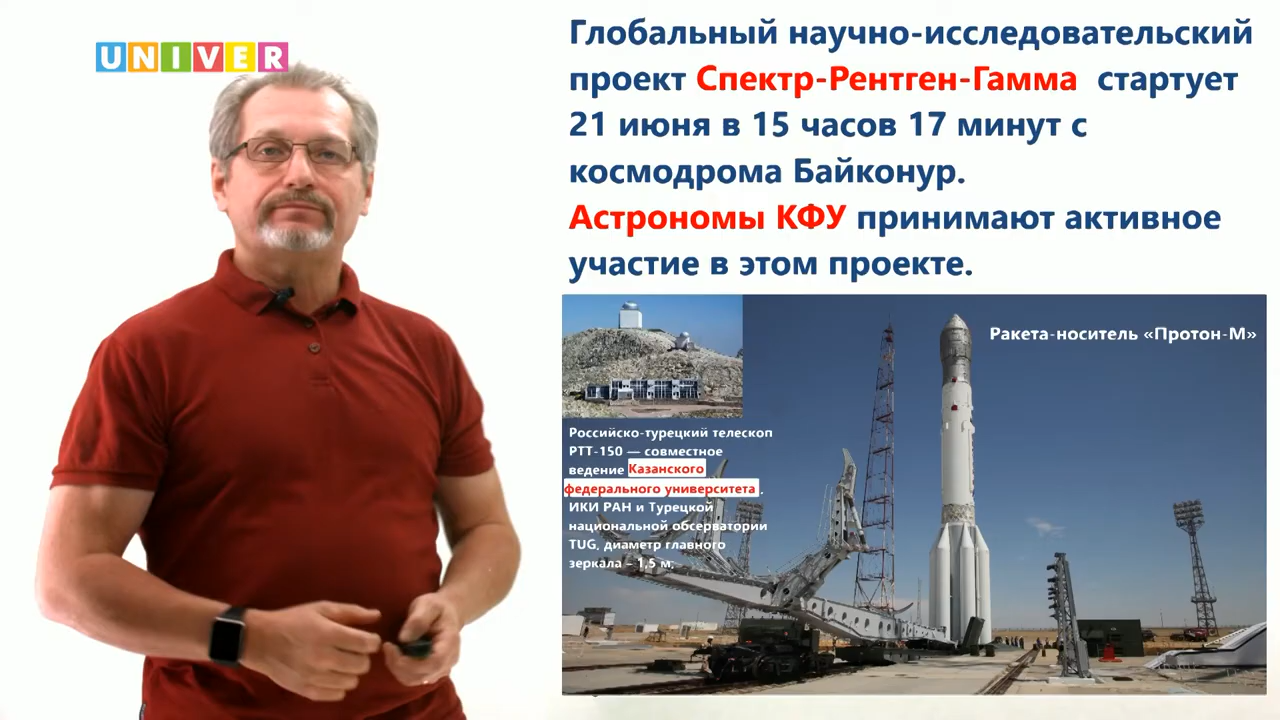 UNIVER
Глобальный научно-исследовательский
проект Спектр-Рентген-Гамма стартует
21 июня в 15 часов 17 минут с
космодрома Байконур.
Астрономы КФУ принимают активное
участие в этом проекте.
Ракета-носитель «Протон-М»
Российско-турецкий телескоп
РТТ-150 — совместное
ведение Казанского
федерального университета,
ИКИ РАН и Турецкой
национальной обсерватории
TUG, диаметр главного
зеркала – 1,5 м.